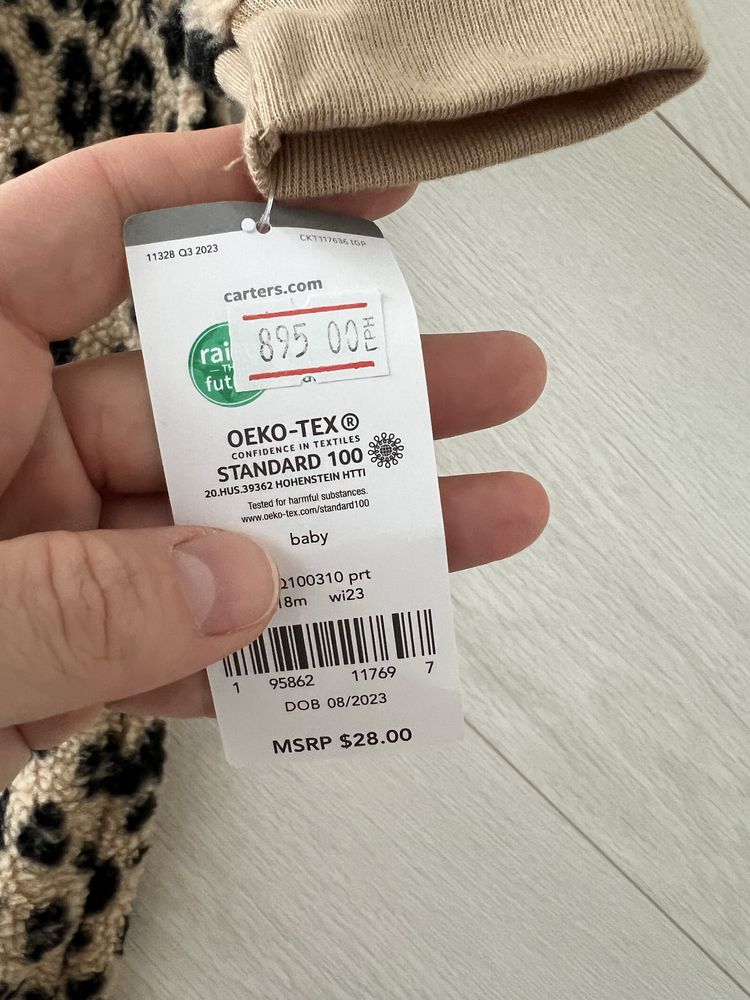 11328 Q3 2023
CKT117636 IGP
carters.com
895 00 ГРН
OEKO-TEX®
CONFIDENCE IN TEXTILES
STANDARD 100
20.HUS.39362 HOHENSTEIN HTTI
Tested for harmful substances.
www.oeko-tex.com/standard100
baby
100310 prt
8m wi23
1 95862 11769 7
DOB 08/2023
MSRP $28.00